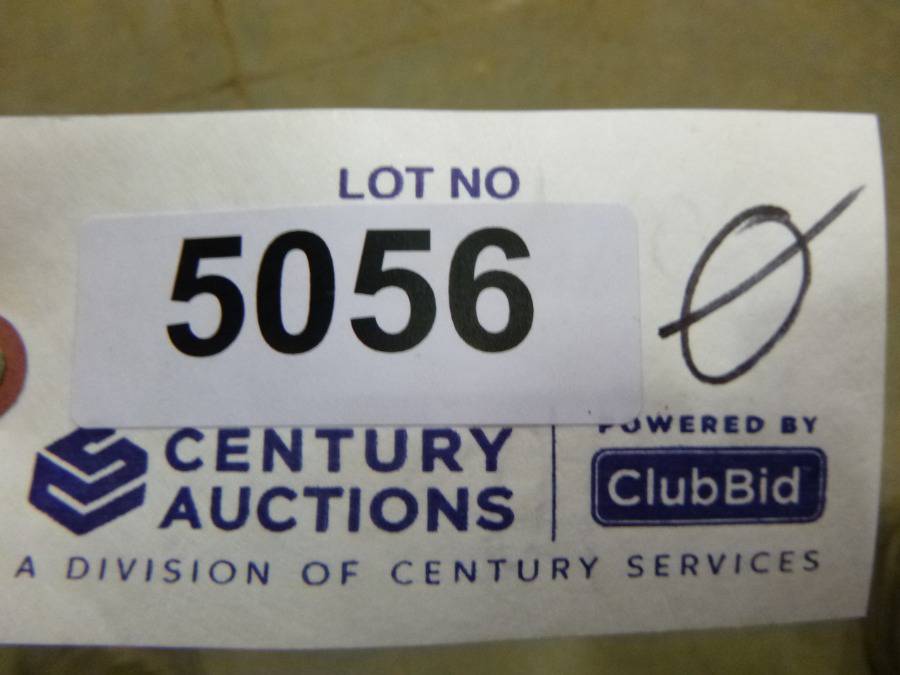 LOT NO
5056
Ø
CENTURY
AUCTIONS
POWERED BY
ClubBid
A DIVISION OF CENTURY SERVICES